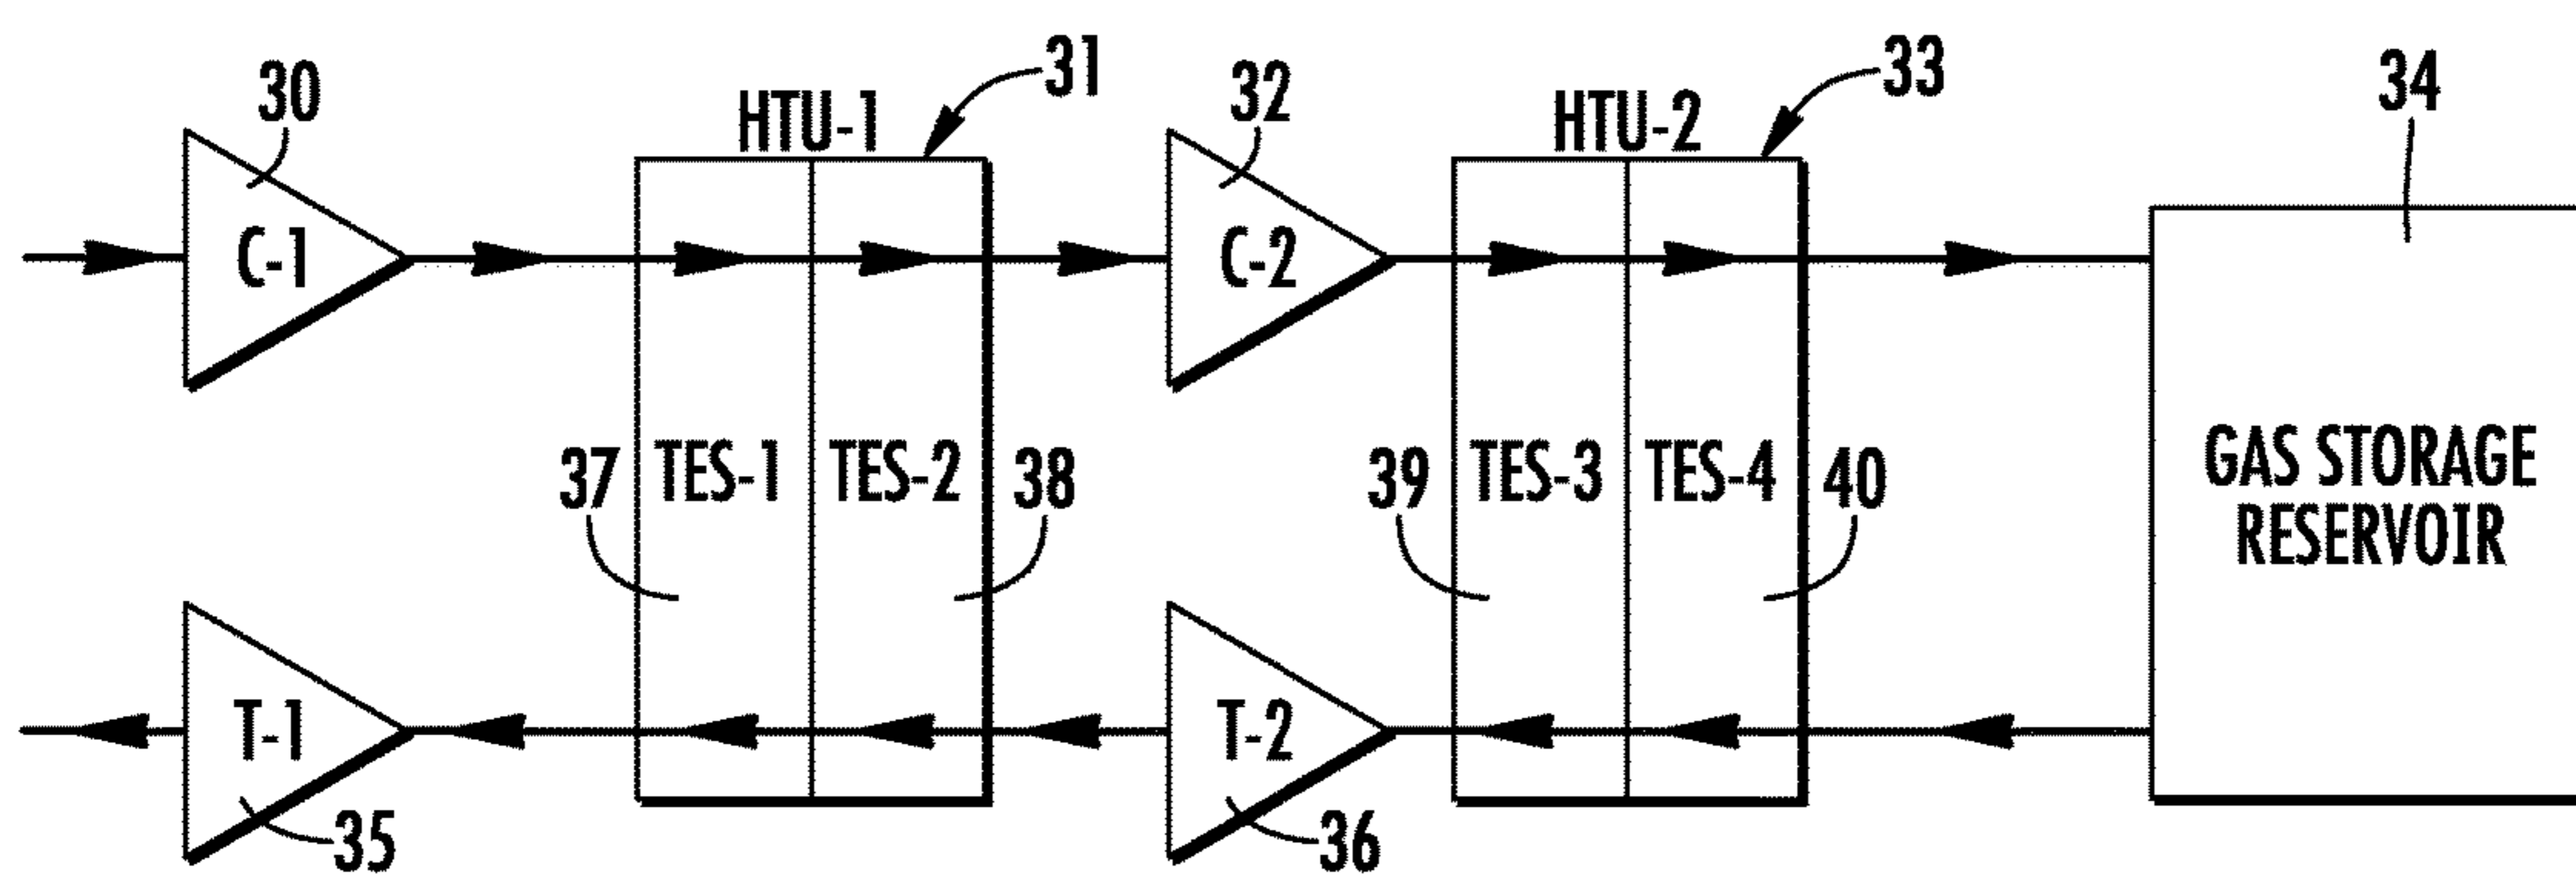 30
HTU-1
31
32
HTU-2
33
34
C-1
C-2
37
TES-1
TES-2
38
39
TES-3
TES-4
40
GAS STORAGE
RESERVOIR
T-1
T-2
35
36